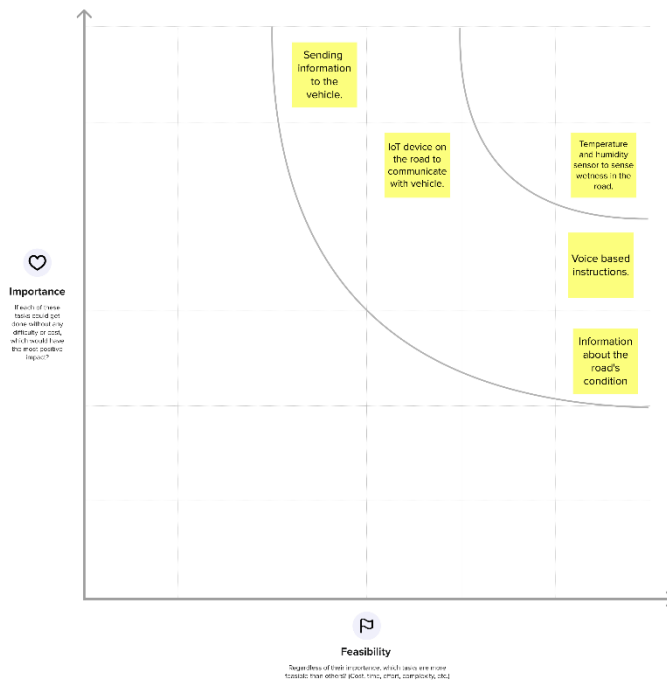 Sending
information
to the
vehicle.
IoT device on
the road to
communicate
with vehicle.
Temperature
and humidity
sensor to sense
wetness in the
road.
Voice based
instructions.
Information
about the
road's
condition
Importance
If each of these
tasks could get
done without any
difficulty or cost,
which would have
the most positive
impact?
Feasibility
Regardless of their importance, which tasks are more
feasible than others? (Cost, time, effort, complexity, etc.)